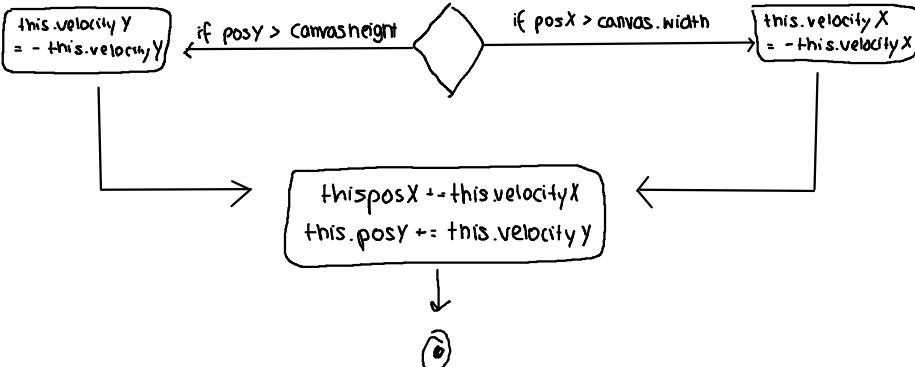 this.velocity Y
= - this.velocity Y
if posY > Canvasheight
if posX > canvas.width
this.velocity X
= - this.velocity X
thisposX += this.velocityX
this.posY += this.velocity Y